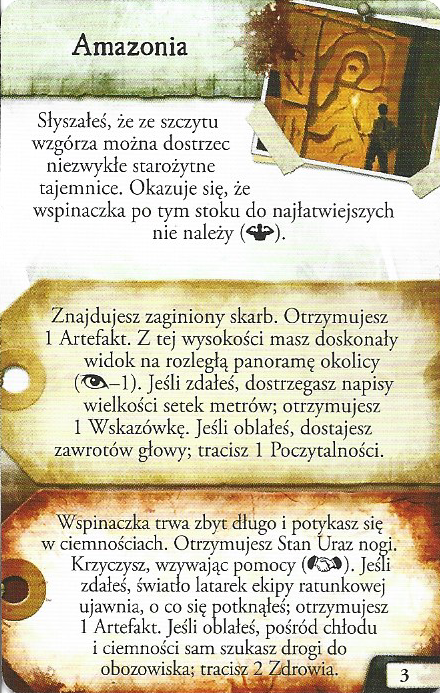 Amazonia
Słyszałeś, że ze szczytu
wzgórza można dostrzec
niezwykłe starożytne
tajemnice. Okazuje się, że
wspinaczka po tym stoku do najłatwiejszych
nie należy ( ).
Znajdujesz zaginiony skarb. Otrzymujesz
1 Artefakt. Z tej wysokości masz doskonały
widok na rozległą panoramę okolicy
( –1). Jeśli zdałeś, dostrzegasz napisy
wielkości setek metrów; otrzymujesz
1 Wskazówkę. Jeśli oblałeś, dostajesz
zawrotów głowy; tracisz 1 Poczytalności.
Wspinaczka trwa zbyt długo i potykasz się
w ciemnościach. Otrzymujesz Stan Uraz nogi.
Krzyczysz, wzywając pomocy ( ). Jeśli
zdałeś, światło latarek ekipy ratunkowej
ujawnia, o co się potknąłeś; otrzymujesz
1 Artefakt. Jeśli oblałeś, pośród chłodu
i ciemności sam szukasz drogi do
obozowiska; tracisz 2 Zdrowia.
3